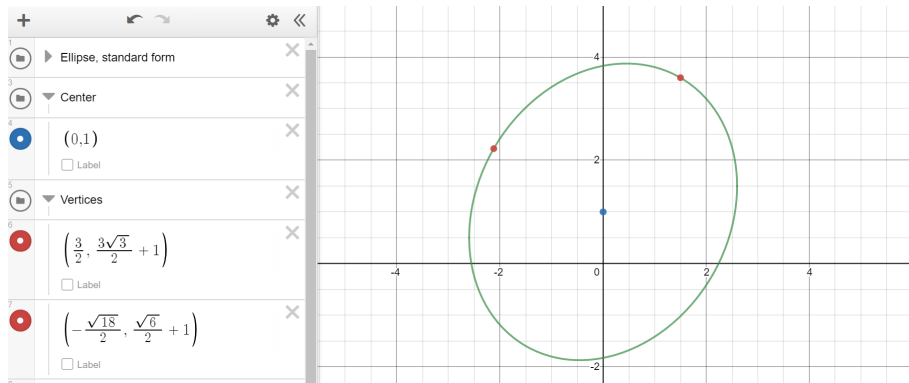 1
Ellipse, standard form
3
Center
4
(0,1)
Label
5
Vertices
6
(3/2, 3√3/2 + 1)
Label
7
(-√18/2, √6/2 + 1)
Label
4
2
-4
-2
0
2
4
-2